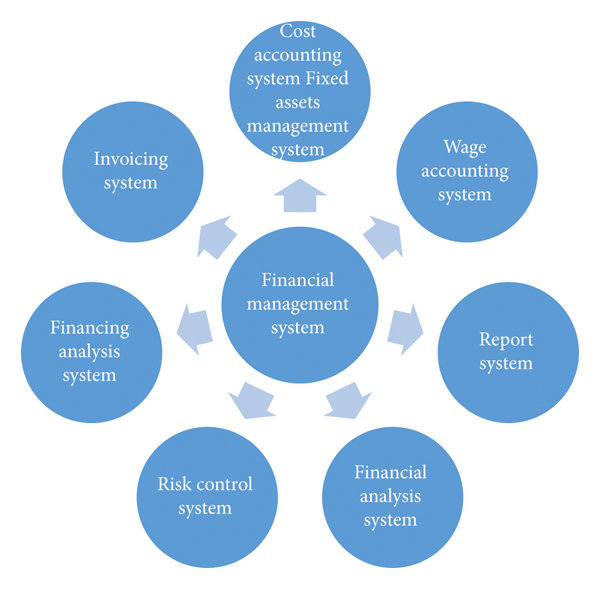 Cost
accounting
system Fixed
assets
management
system
Wage
accounting
system
Invoicing
system
Financial
management
system
Financing
analysis
system
Report
system
Risk control
system
Financial
analysis
system